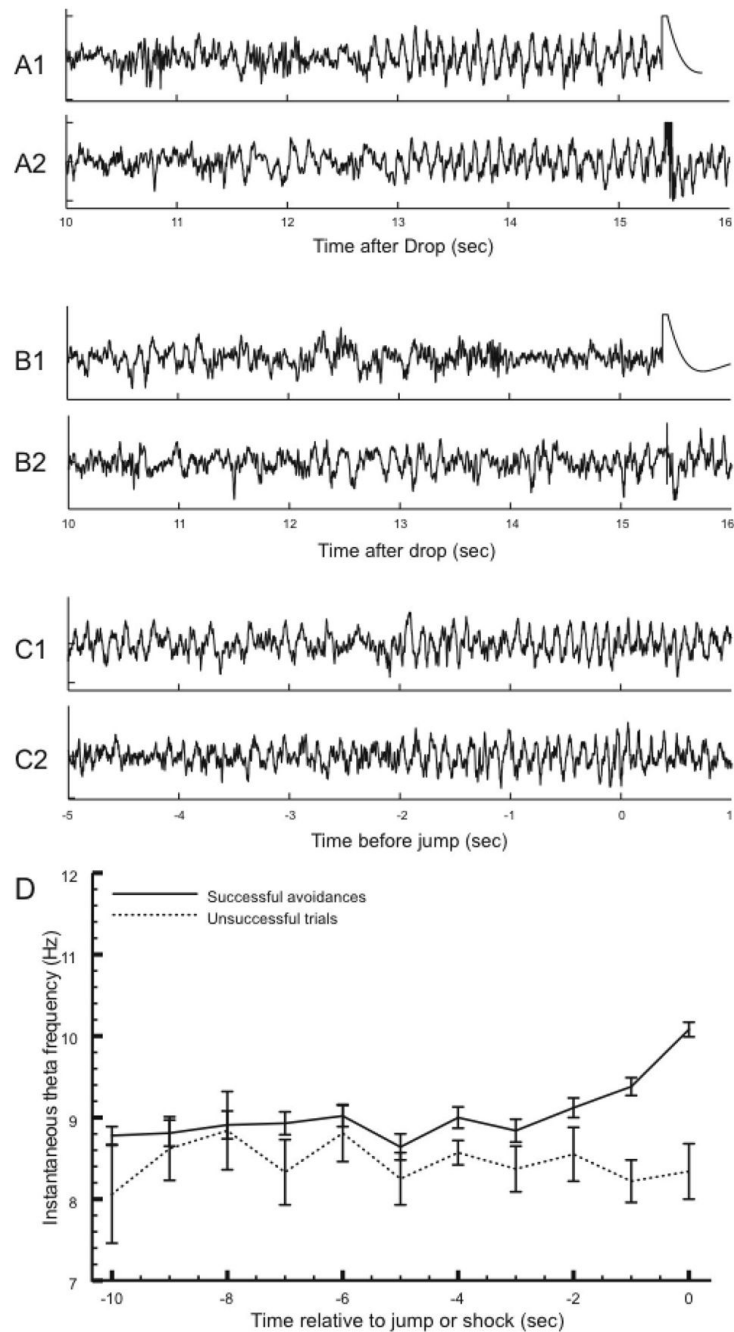 A1
A2
10 11 12 13 14 15 16
Time after Drop (sec)
B1
B2
10 11 12 13 14 15 16
Time after drop (sec)
C1
C2
-5 -4 -3 -2 -1 0 1
Time before jump (sec)
D
Successful avoidances
Unsuccessful trials
Instantaneous theta frequency (Hz)
12
11
10
9
8
7
-10 -8 -6 -4 -2 0
Time relative to jump or shock (sec)